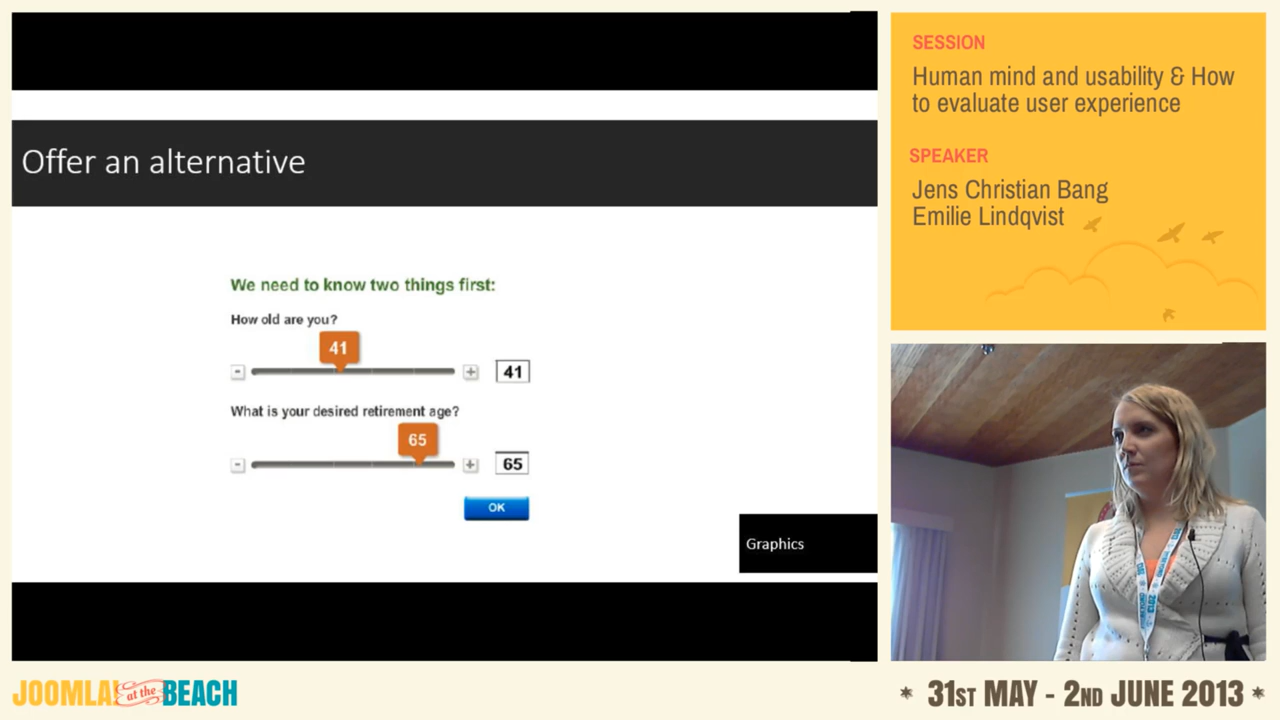 Offer an alternative
We need to know two things first:
How old are you?
41
- + 41
What is your desired retirement age?
65
- + 65
OK
Graphics
SESSION
Human mind and usability & How
to evaluate user experience
SPEAKER
Jens Christian Bang
Emilie Lindqvist
JOOMLA! at the BEACH
* 31ST MAY - 2ND JUNE 2013 *